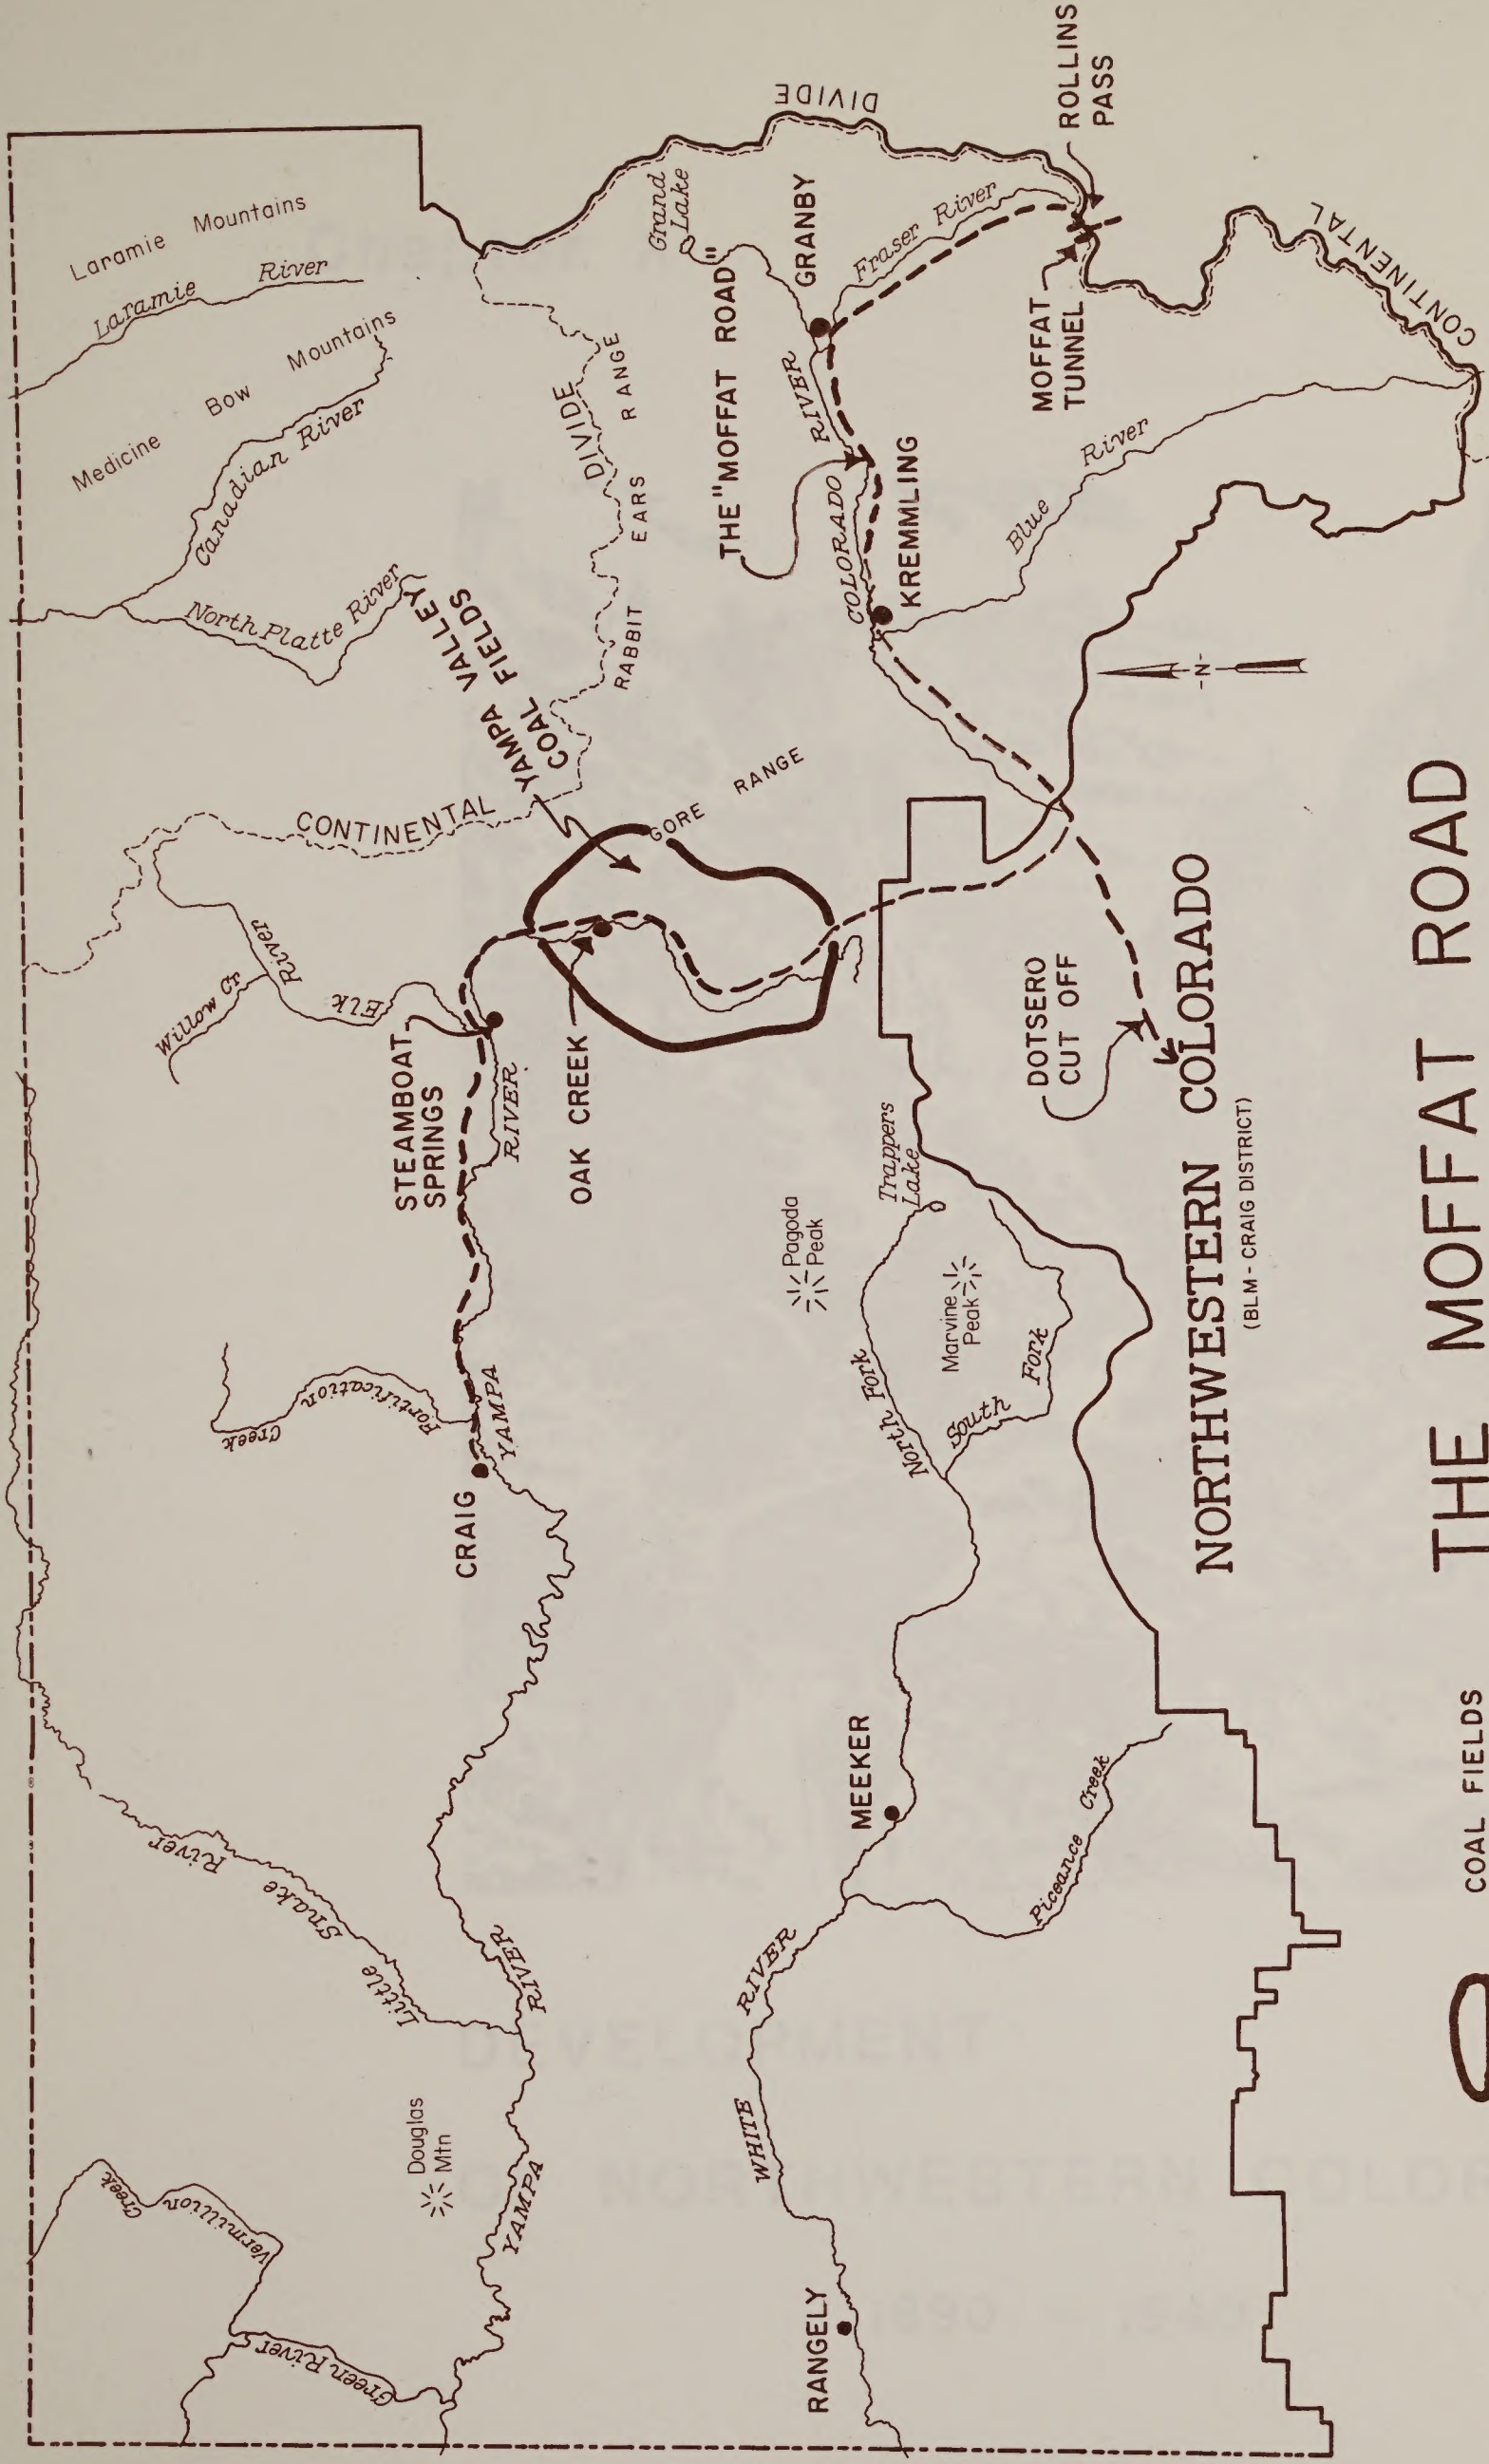 Laramie Mountains
Laramie River
Medicine Bow Mountains
Canadian River
North Platte River
CONTINENTAL DIVIDE
RABBIT EARS RANGE
Willow Cr
Elk River
Fortification Creek
Little Snake River
Vermillion Creek
Green River
Douglas
Mtn
YAMPA RIVER
CRAIG
YAMPA RIVER
STEAMBOAT
SPRINGS
OAK CREEK
YAMPA VALLEY
COAL FIELDS
GORE RANGE
Grand
Lake
DIVIDE
THE "MOFFAT ROAD"
GRANBY
Fraser River
COLORADO RIVER
KREMMLING
ROLLINS
PASS
MOFFAT
TUNNEL
CONTINENTAL
Blue River
-N-
DOTSERO
CUT OFF
Trappers
Lake
Pagoda
Peak
Marvine
Peak
North Fork
South Fork
MEEKER
Piceance Creek
WHITE RIVER
RANGELY
NORTHWESTERN COLORADO
(BLM - CRAIG DISTRICT)
COAL FIELDS
THE MOFFAT ROAD